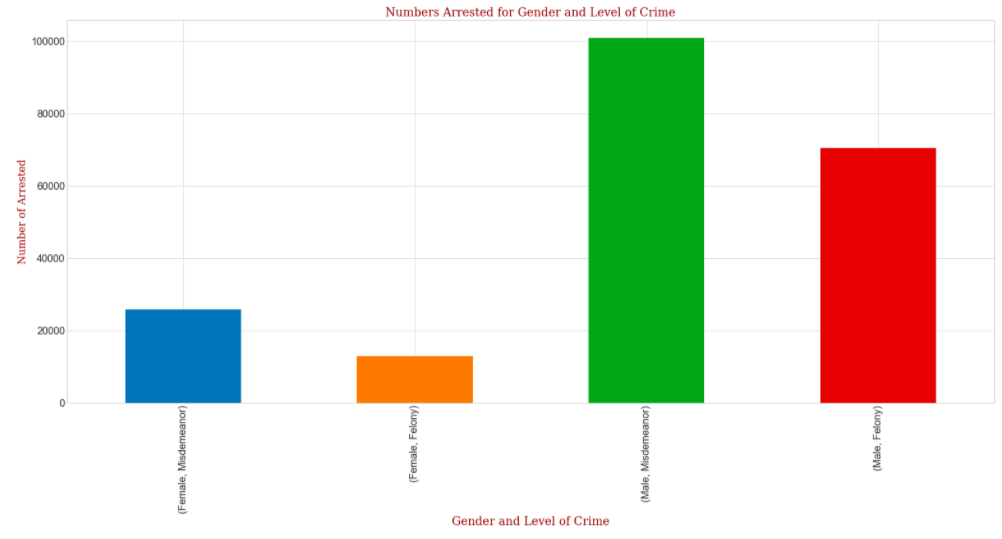 Numbers Arrested for Gender and Level of Crime
Number of Arrested
100000
80000
60000
40000
20000
0
(Female, Misdemeanor)
(Female, Felony)
(Male, Misdemeanor)
(Male, Felony)
Gender and Level of Crime